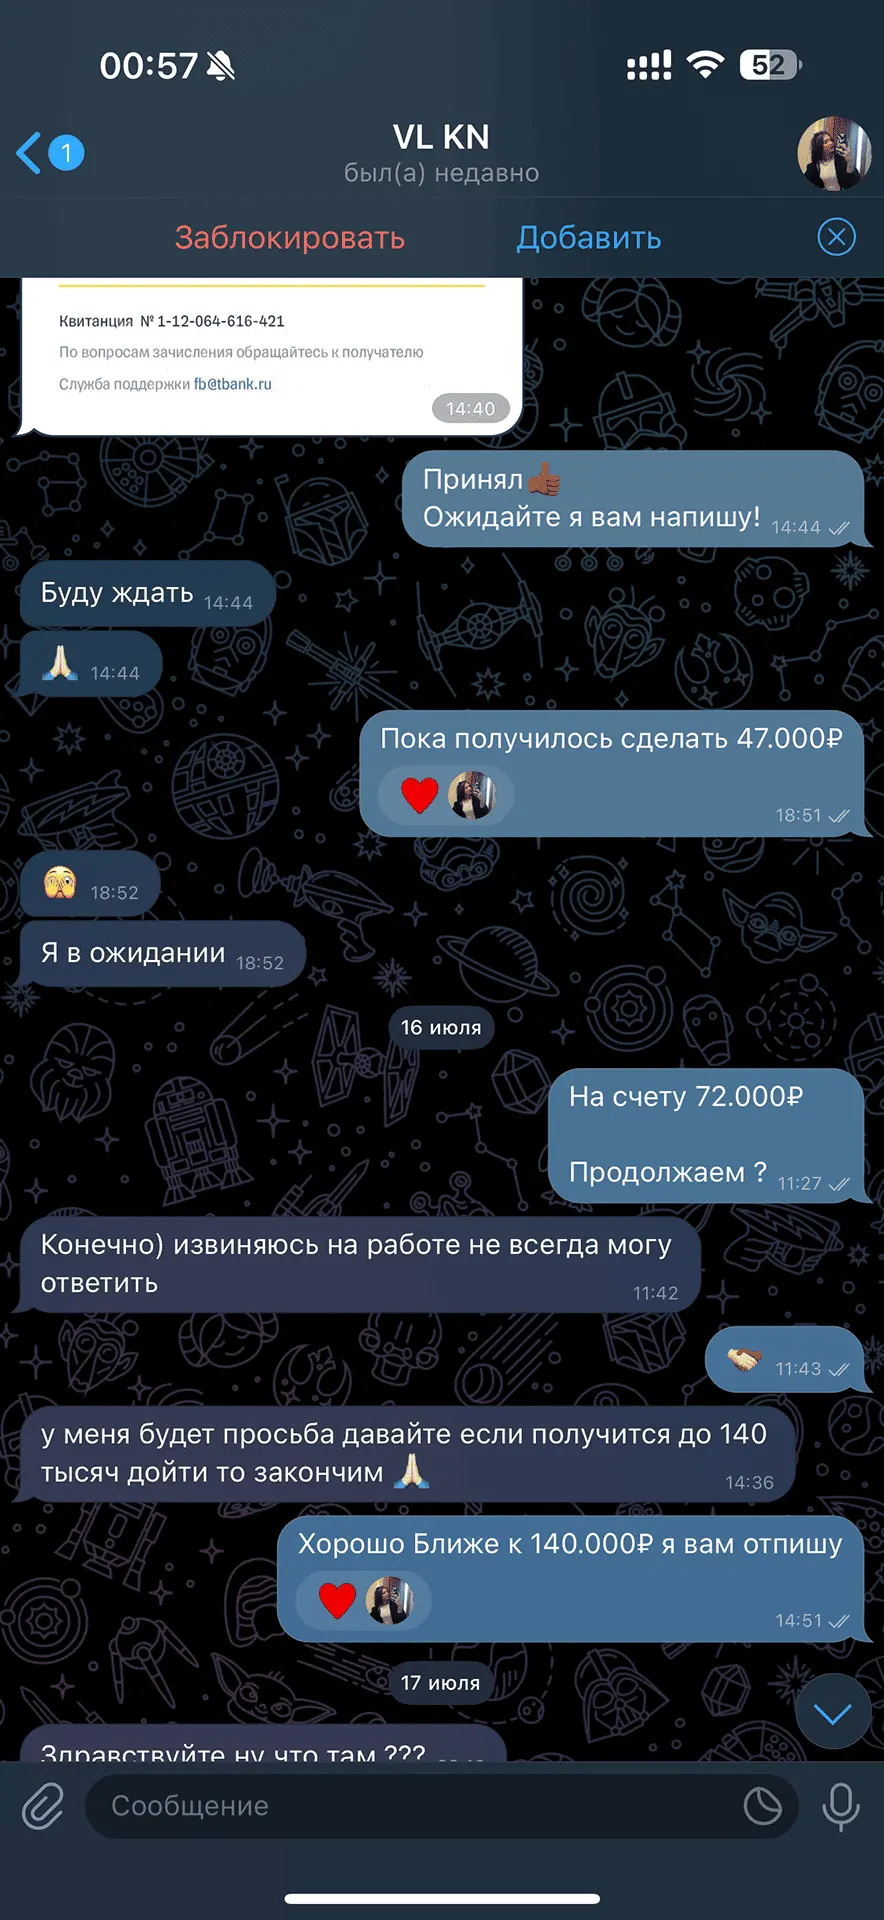 00:57
52
1
VL KN
был(а) недавно
Заблокировать
Добавить
Квитанция № 1-12-064-616-421
По вопросам зачисления обращайтесь к получателю
Служба поддержки fb@tbank.ru
14:40
Принял👍🏾
Ожидайте я вам напишу! 14:44
Буду ждать 14:44
🙏🏻 14:44
Пока получилось сделать 47.000₽
18:51
🫣 18:52
Я в ожидании 18:52
16 июля
На счету 72.000₽
Продолжаем ? 11:27
Конечно) извиняюсь на работе не всегда могу
ответить 11:42
11:43
у меня будет просьба давайте если получится до 140
тысяч дойти то закончим 🙏🏻 14:36
Хорошо Ближе к 140.000₽ я вам отпишу
14:51
17 июля
Здравствуйте ну что там ???
Сообщение